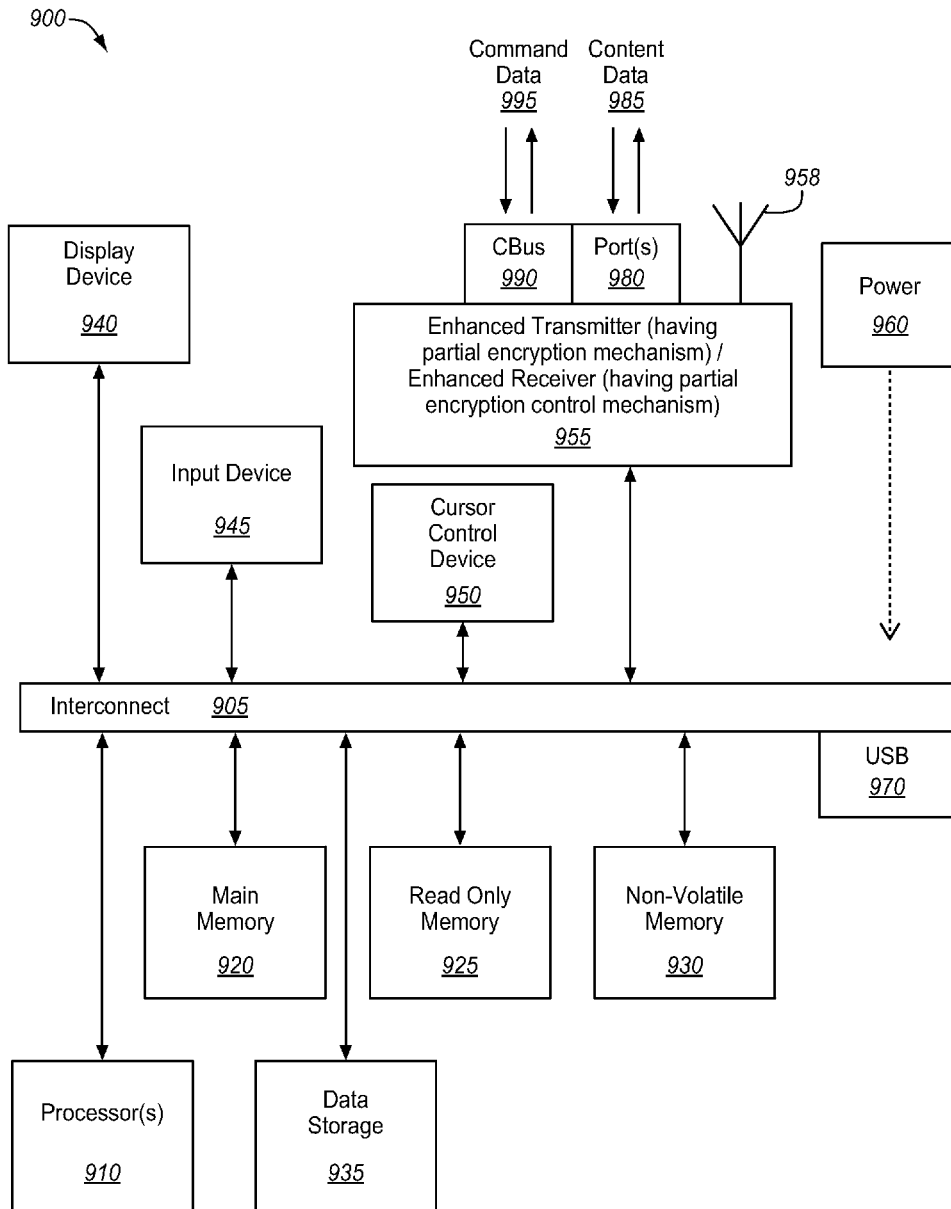 900
Command
Data
995
Content
Data
985
958
Display
Device
940
CBus
990
Port(s)
980
Power
960
Enhanced Transmitter (having
partial encryption mechanism) /
Enhanced Receiver (having partial
encryption control mechanism)
955
Input Device
945
Cursor
Control
Device
950
Interconnect 905
USB
970
Main
Memory
920
Read Only
Memory
925
Non-Volatile
Memory
930
Processor(s)
910
Data
Storage
935